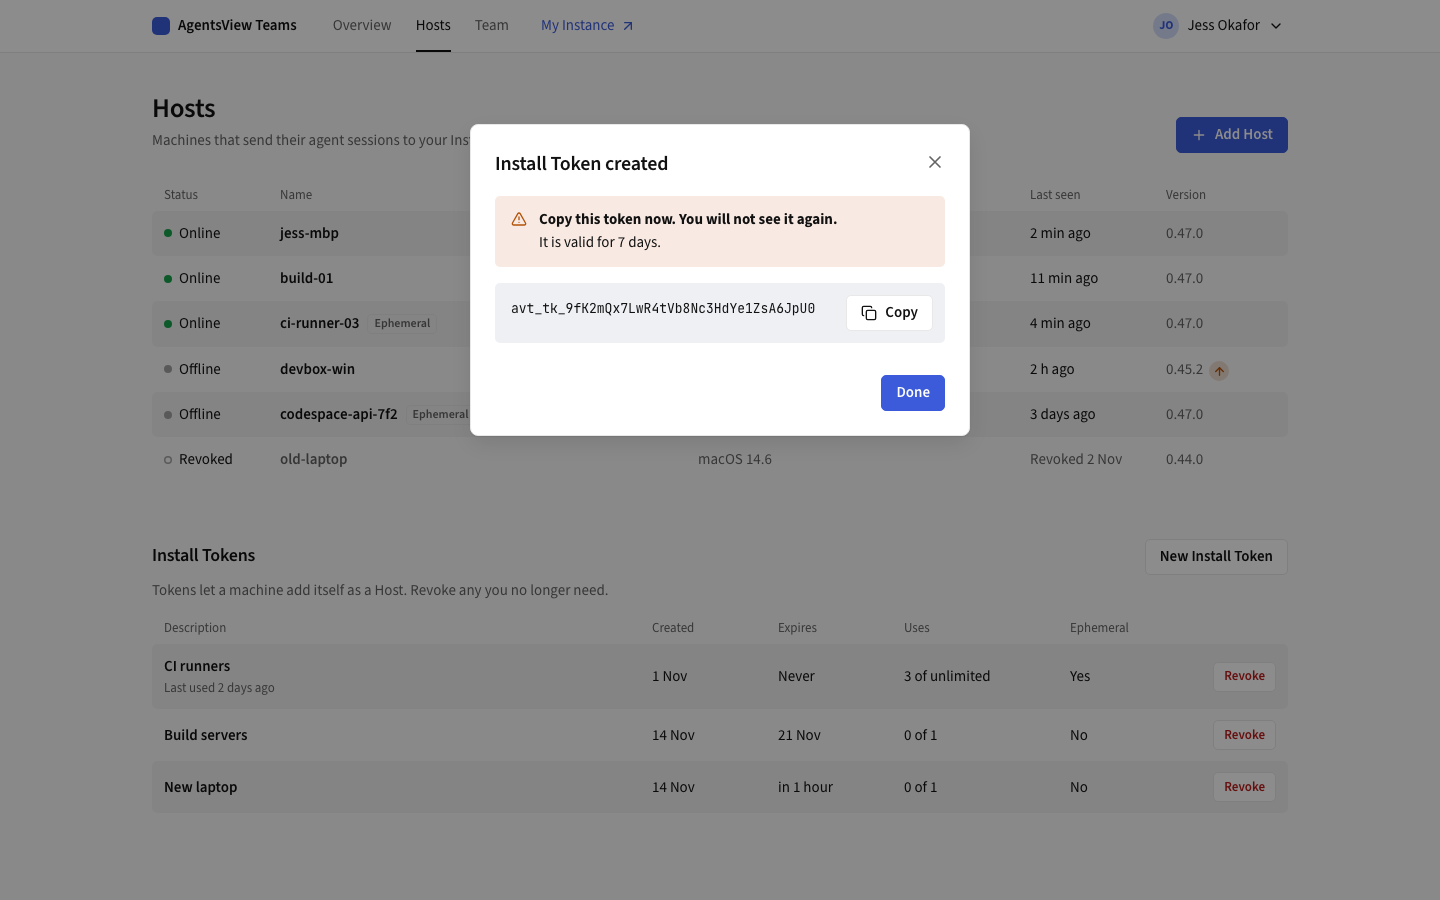 AgentsView Teams
Overview
Hosts
Team
My Instance
JO
Jess Okafor
Hosts
Machines that send their agent sessions to your
Add Host
Status
Name
Last seen
Version
Online
jess-mbp
2 min ago
0.47.0
Online
build-01
11 min ago
0.47.0
Online
ci-runner-03
Ephemeral
4 min ago
0.47.0
Offline
devbox-win
2 h ago
0.45.2
Offline
codespace-api-7f2
Ephemeral
3 days ago
0.47.0
Revoked
old-laptop
macOS 14.6
Revoked 2 Nov
0.44.0
Install Token created
Copy this token now. You will not see it again.
It is valid for 7 days.
avt_tk_9fK2mQx7LwR4tVb8Nc3HdYe1ZsA6JpU0
Copy
Done
Install Tokens
New Install Token
Tokens let a machine add itself as a Host. Revoke any you no longer need.
Description
Created
Expires
Uses
Ephemeral
CI runners
Last used 2 days ago
1 Nov
Never
3 of unlimited
Yes
Revoke
Build servers
14 Nov
21 Nov
0 of 1
No
Revoke
New laptop
14 Nov
in 1 hour
0 of 1
No
Revoke